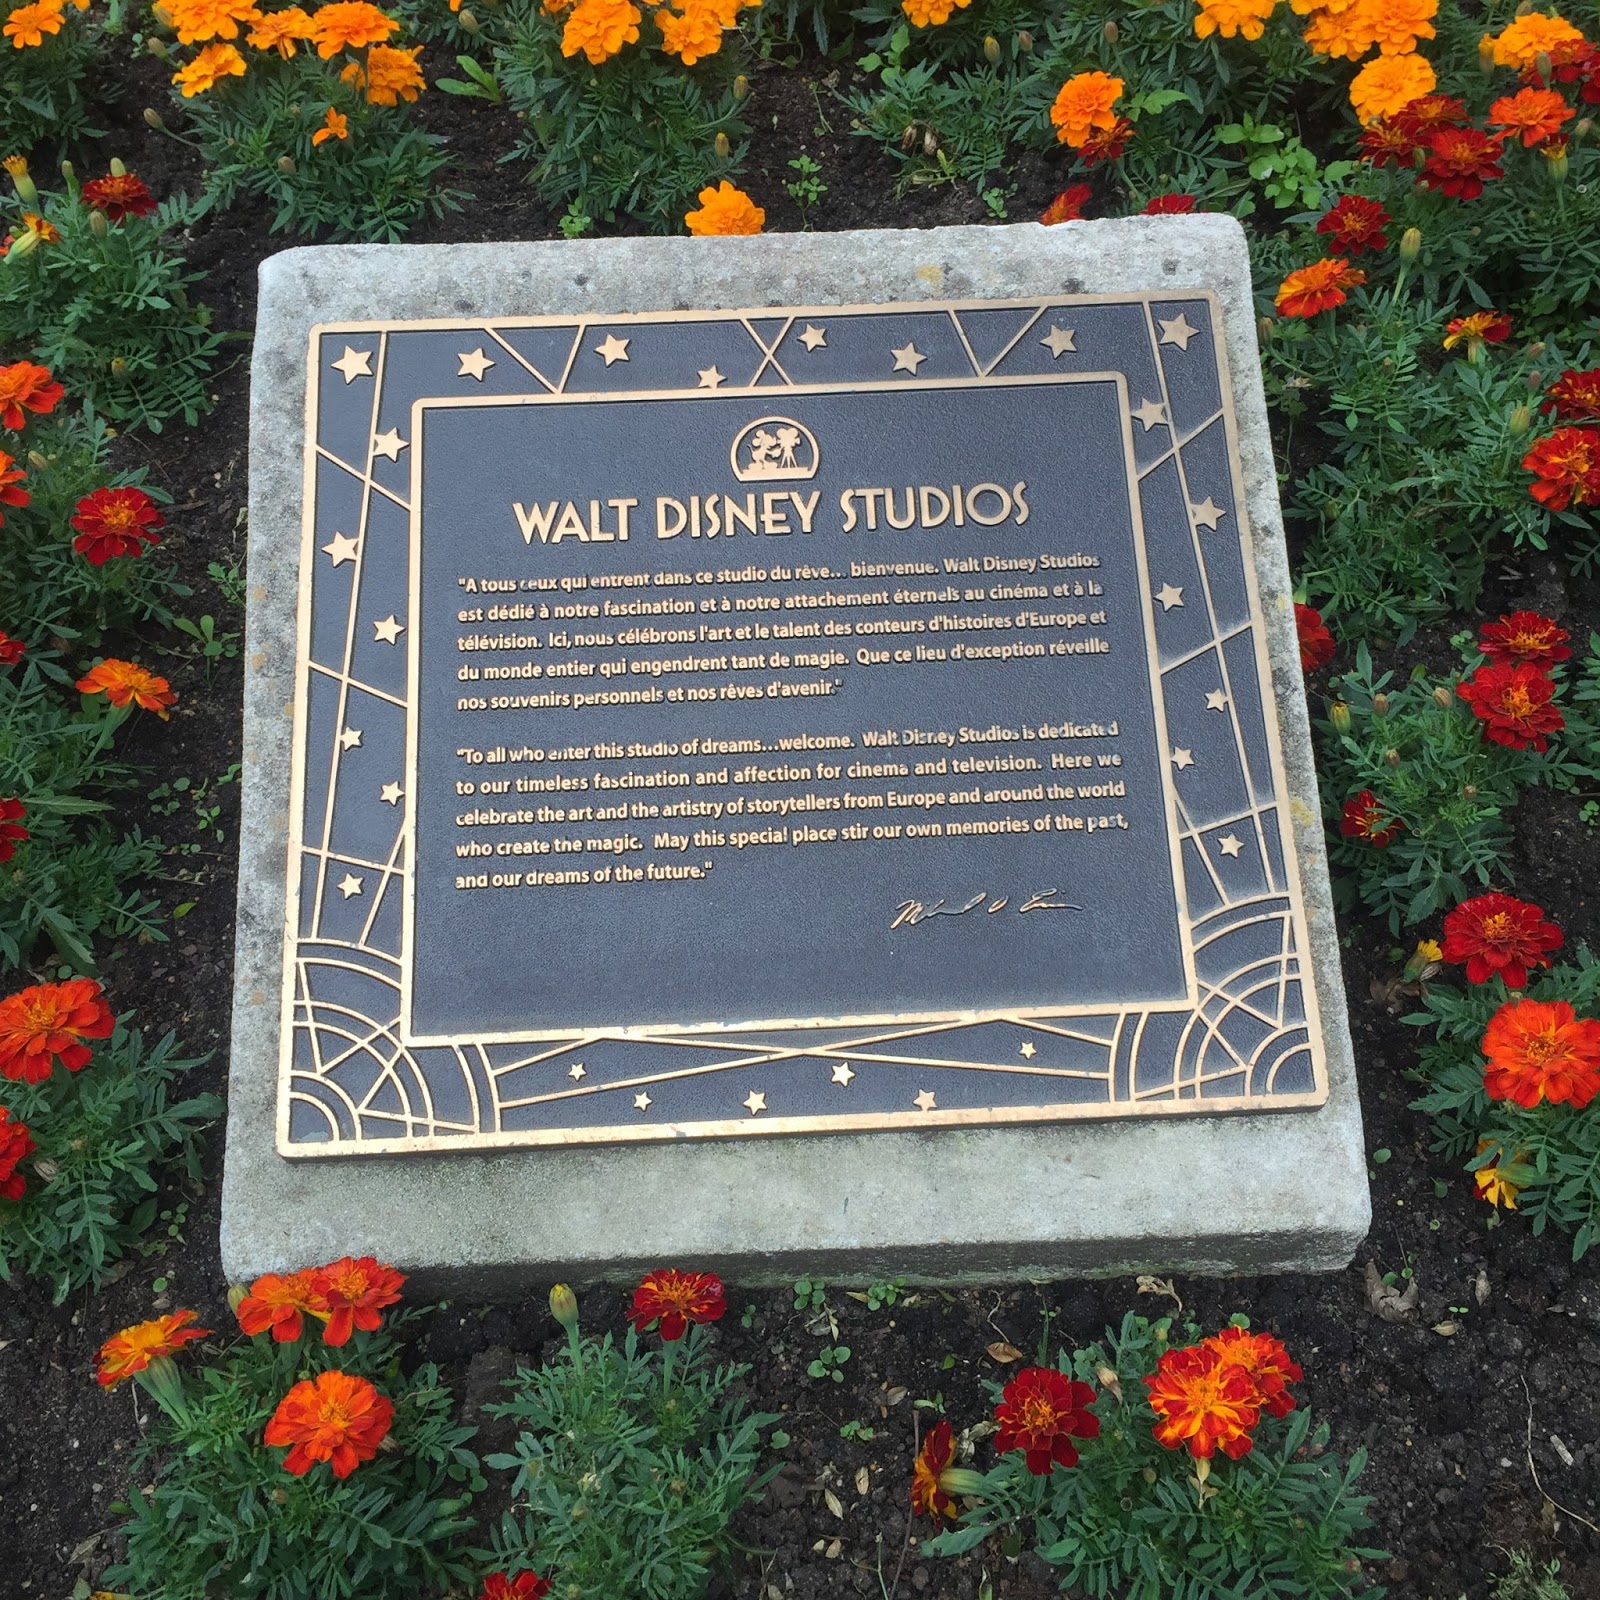 WALT DISNEY STUDIOS
"A tous ceux qui entrent dans ce studio du rêve... bienvenue. Walt Disney Studios
est dédié à notre fascination et à notre attachement éternels au cinéma et à la
télévision. Ici, nous célébrons l'art et le talent des conteurs d'histoires d'Europe et
du monde entier qui engendrent tant de magie. Que ce lieu d'exception réveille
nos souvenirs personnels et nos rêves d'avenir."
"To all who enter this studio of dreams...welcome. Walt Disney Studios is dedicated
to our timeless fascination and affection for cinema and television. Here we
celebrate the art and the artistry of storytellers from Europe and around the world
who create the magic. May this special place stir our own memories of the past,
and our dreams of the future."